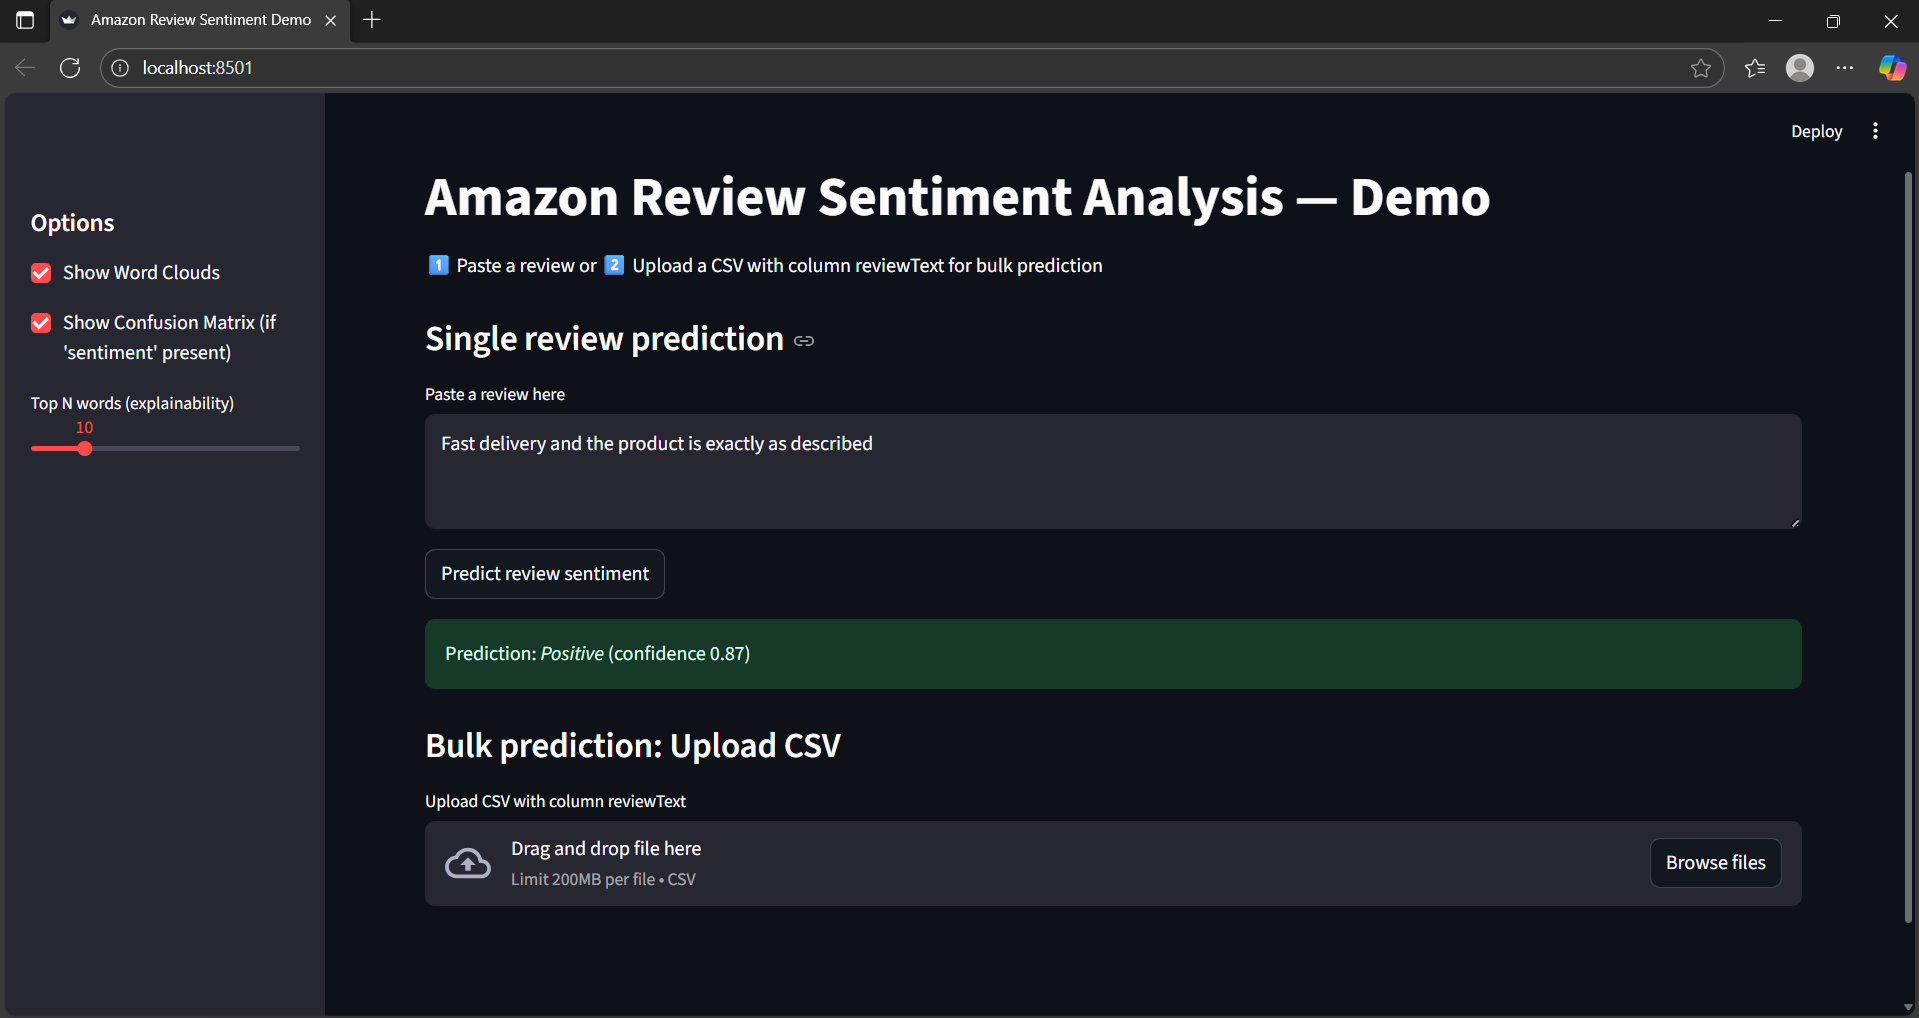 Amazon Review Sentiment Demo
localhost:8501
Deploy
Options
Show Word Clouds
Show Confusion Matrix (if
'sentiment' present)
Top N words (explainability)
10
Amazon Review Sentiment Analysis — Demo
1️⃣ Paste a review or 2️⃣ Upload a CSV with column reviewText for bulk prediction
Single review prediction
Paste a review here
Fast delivery and the product is exactly as described
Predict review sentiment
Prediction: Positive (confidence 0.87)
Bulk prediction: Upload CSV
Upload CSV with column reviewText
Drag and drop file here
Limit 200MB per file • CSV
Browse files